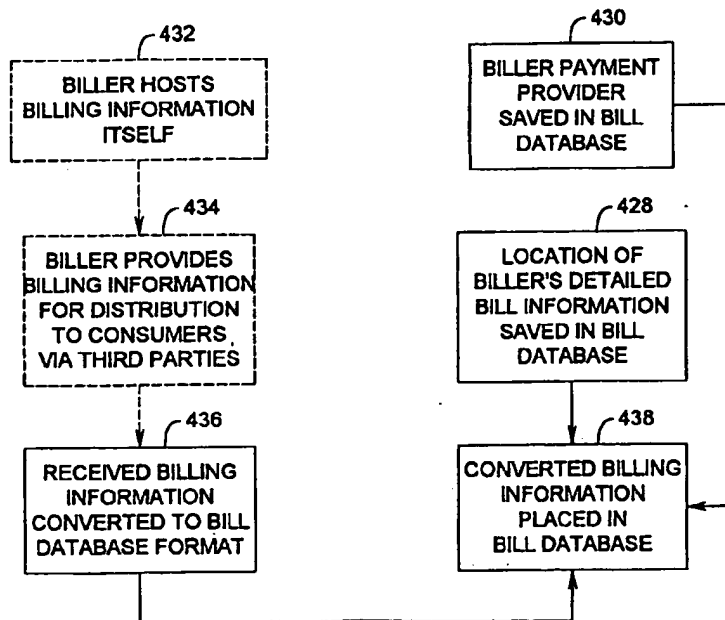 432
BILLER HOSTS
BILLING INFORMATION
ITSELF
434
BILLER PROVIDES
BILLING INFORMATION
FOR DISTRIBUTION
TO CONSUMERS
VIA THIRD PARTIES
436
RECEIVED BILLING
INFORMATION
CONVERTED TO BILL
DATABASE FORMAT
430
BILLER PAYMENT
PROVIDER
SAVED IN BILL
DATABASE
428
LOCATION OF
BILLER'S DETAILED
BILL INFORMATION
SAVED IN BILL
DATABASE
438
CONVERTED BILLING
INFORMATION
PLACED IN
BILL DATABASE